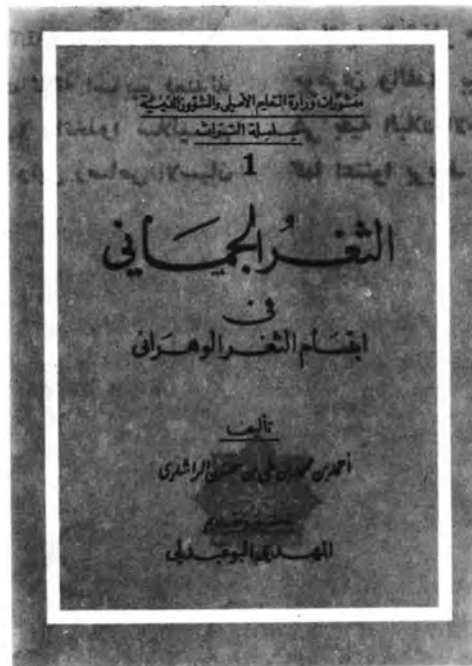 منشورات وزارة التعليم الأصلي والشؤون الدينية
سلسلة التراث
1
الثغر الجماني
في
ابتسام الثغر الوهراني
تأليف
أحمد بن محمد بن علي بن سحنون الراشدي
تحقيق وتقديم
المهدي البوعبدلي